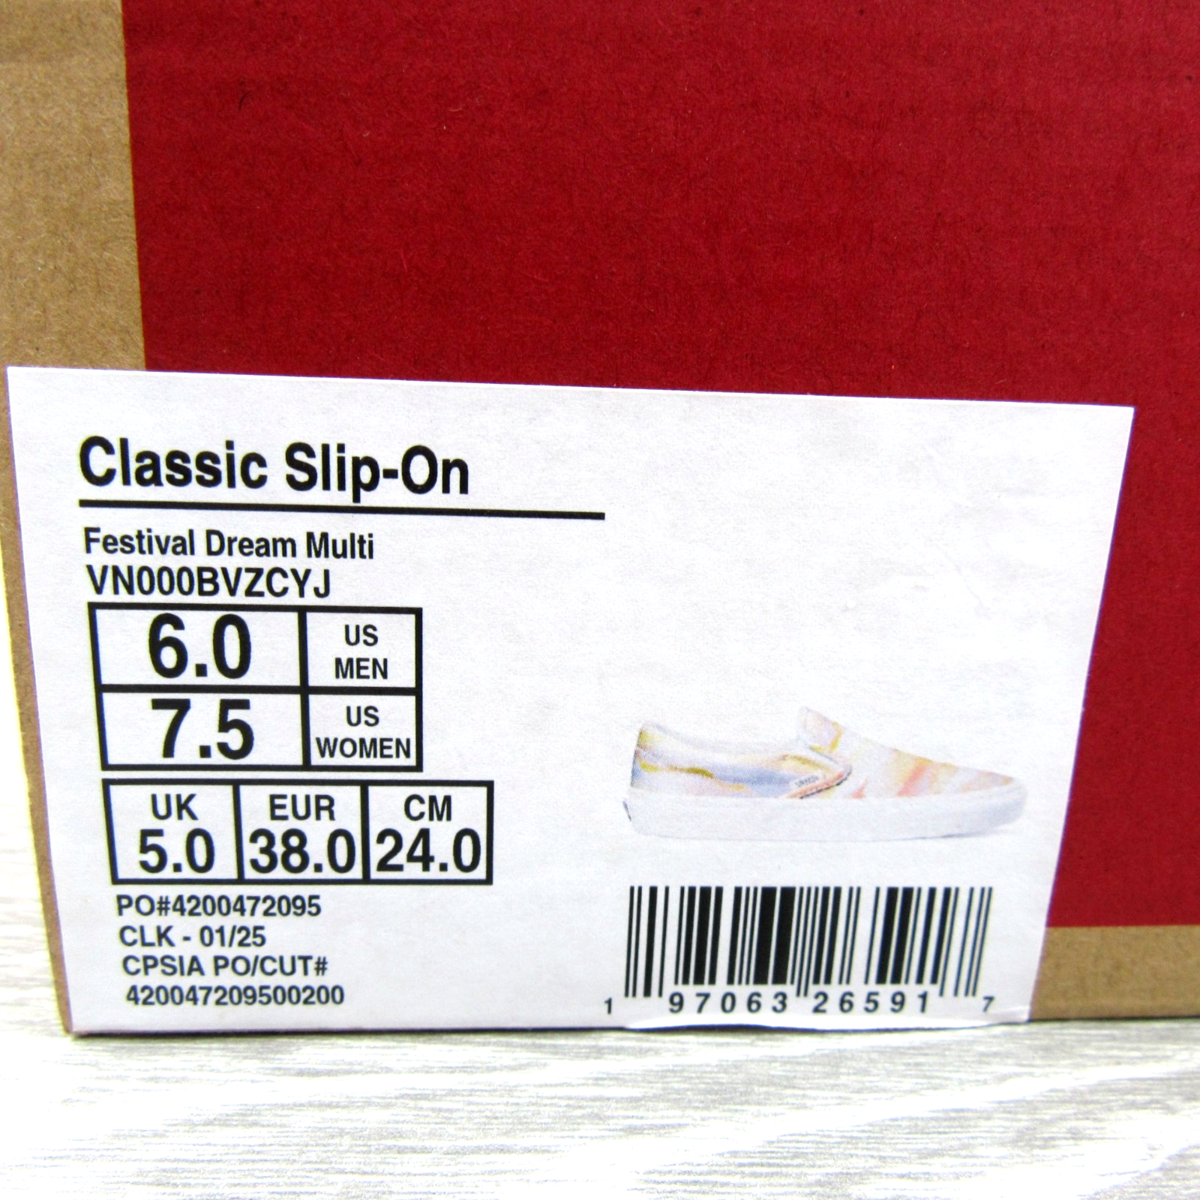 Classic Slip-On
Festival Dream Multi
VN000BVZCYJ
6.0 US MEN
7.5 US WOMEN
UK EUR CM
5.0 38.0 24.0
PO#4200472095
CLK - 01/25
CPSIA PO/CUT#
420047209500200
1 97063 26591 7